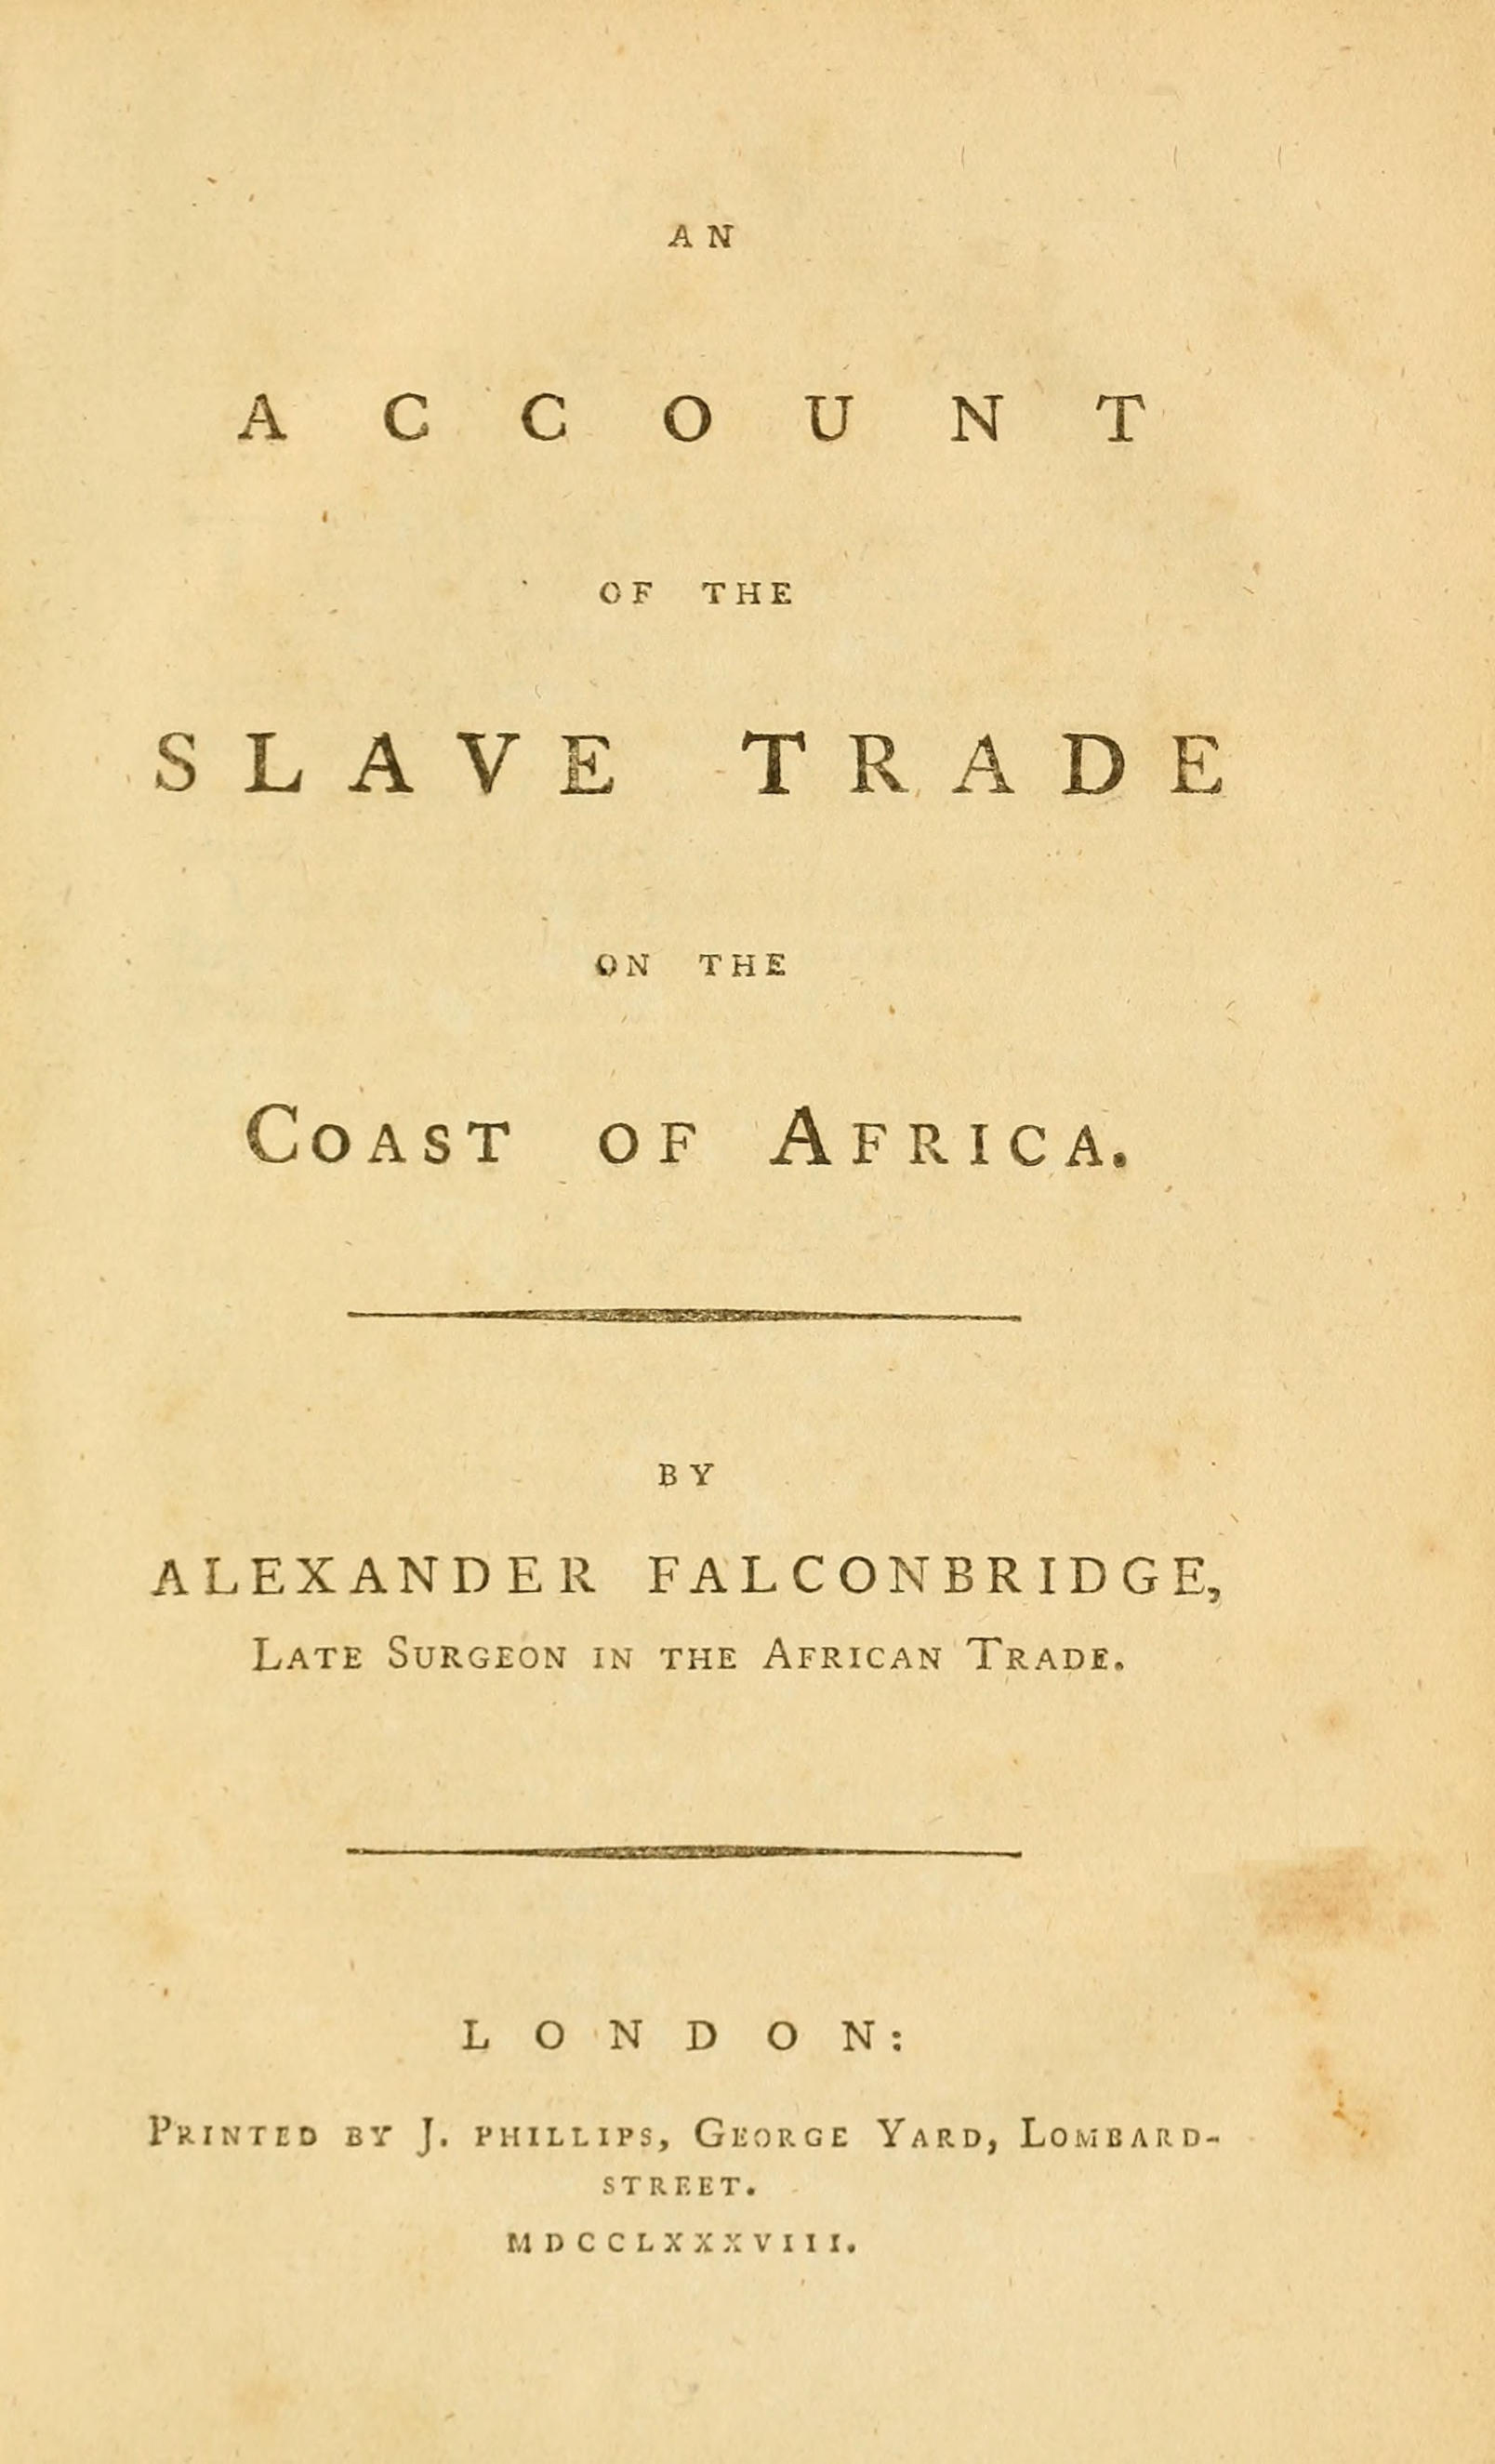 AN
ACCOUNT
OF THE
SLAVE TRADE
ON THE
COAST OF AFRICA.
BY
ALEXANDER FALCONBRIDGE,
LATE SURGEON IN THE AFRICAN TRADE.
LONDON:
PRINTED BY J. PHILLIPS, GEORGE YARD, LOMBARD-
STREET.
MDCCLXXXVIII.